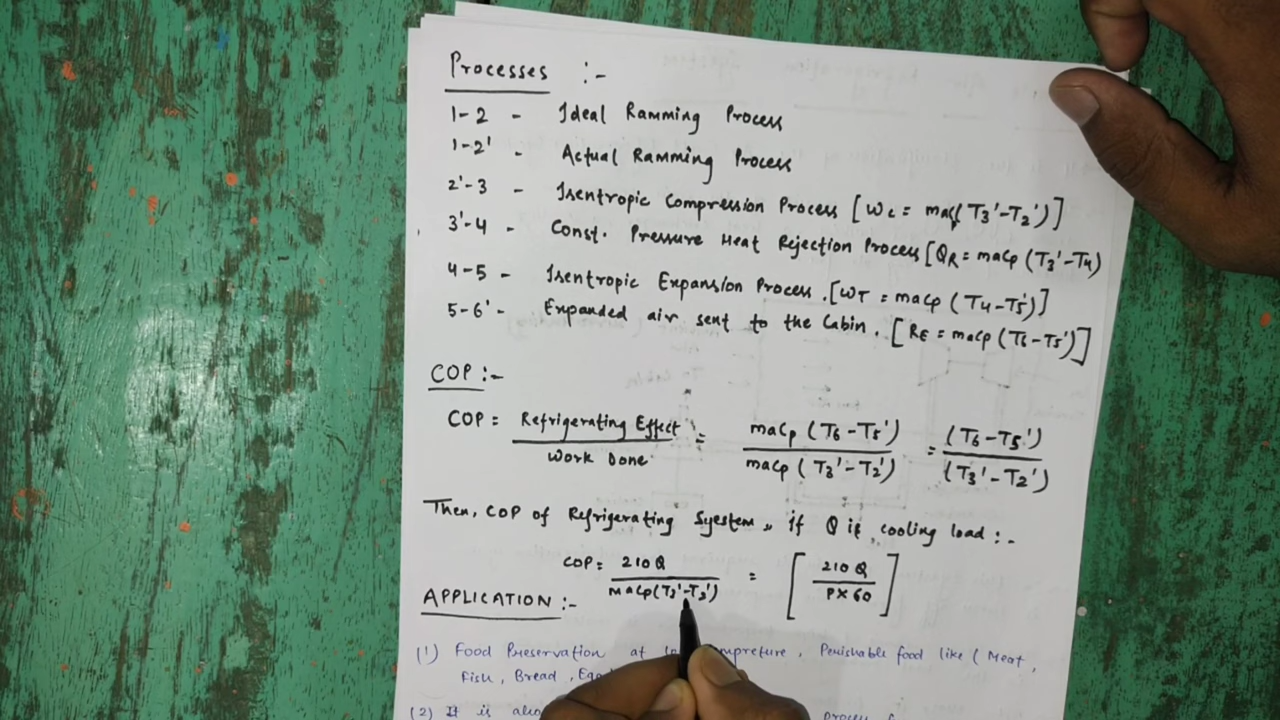 Processes :-
1-2 - Ideal Ramming Process
1-2' - Actual Ramming Process
2'-3 - Isentropic Compression Process [Wc = macp(T3'-T2')]
3'-4 - Const. Pressure Heat Rejection Process [QR = macp (T3'-T4)
4-5 - Isentropic Expansion Process. [WT = macp (T4-T5')]
5-6' - Expanded air sent to the Cabin. [RE = macp (T6-T5')]
COP :-
COP = Refrigerating Effect / Work Done = macp (T6-T5') / macp (T3'-T2') = (T6-T5') / (T3'-T2')
Then, COP of Refrigerating Syestem, if Q is cooling load :-
COP = 210 Q / macp(T3'-T2') = [210 Q / P×60]
APPLICATION :-
(1) Food Preservation at , Perishable food like (Meat,
Fish, Bread,
(2) It is also process